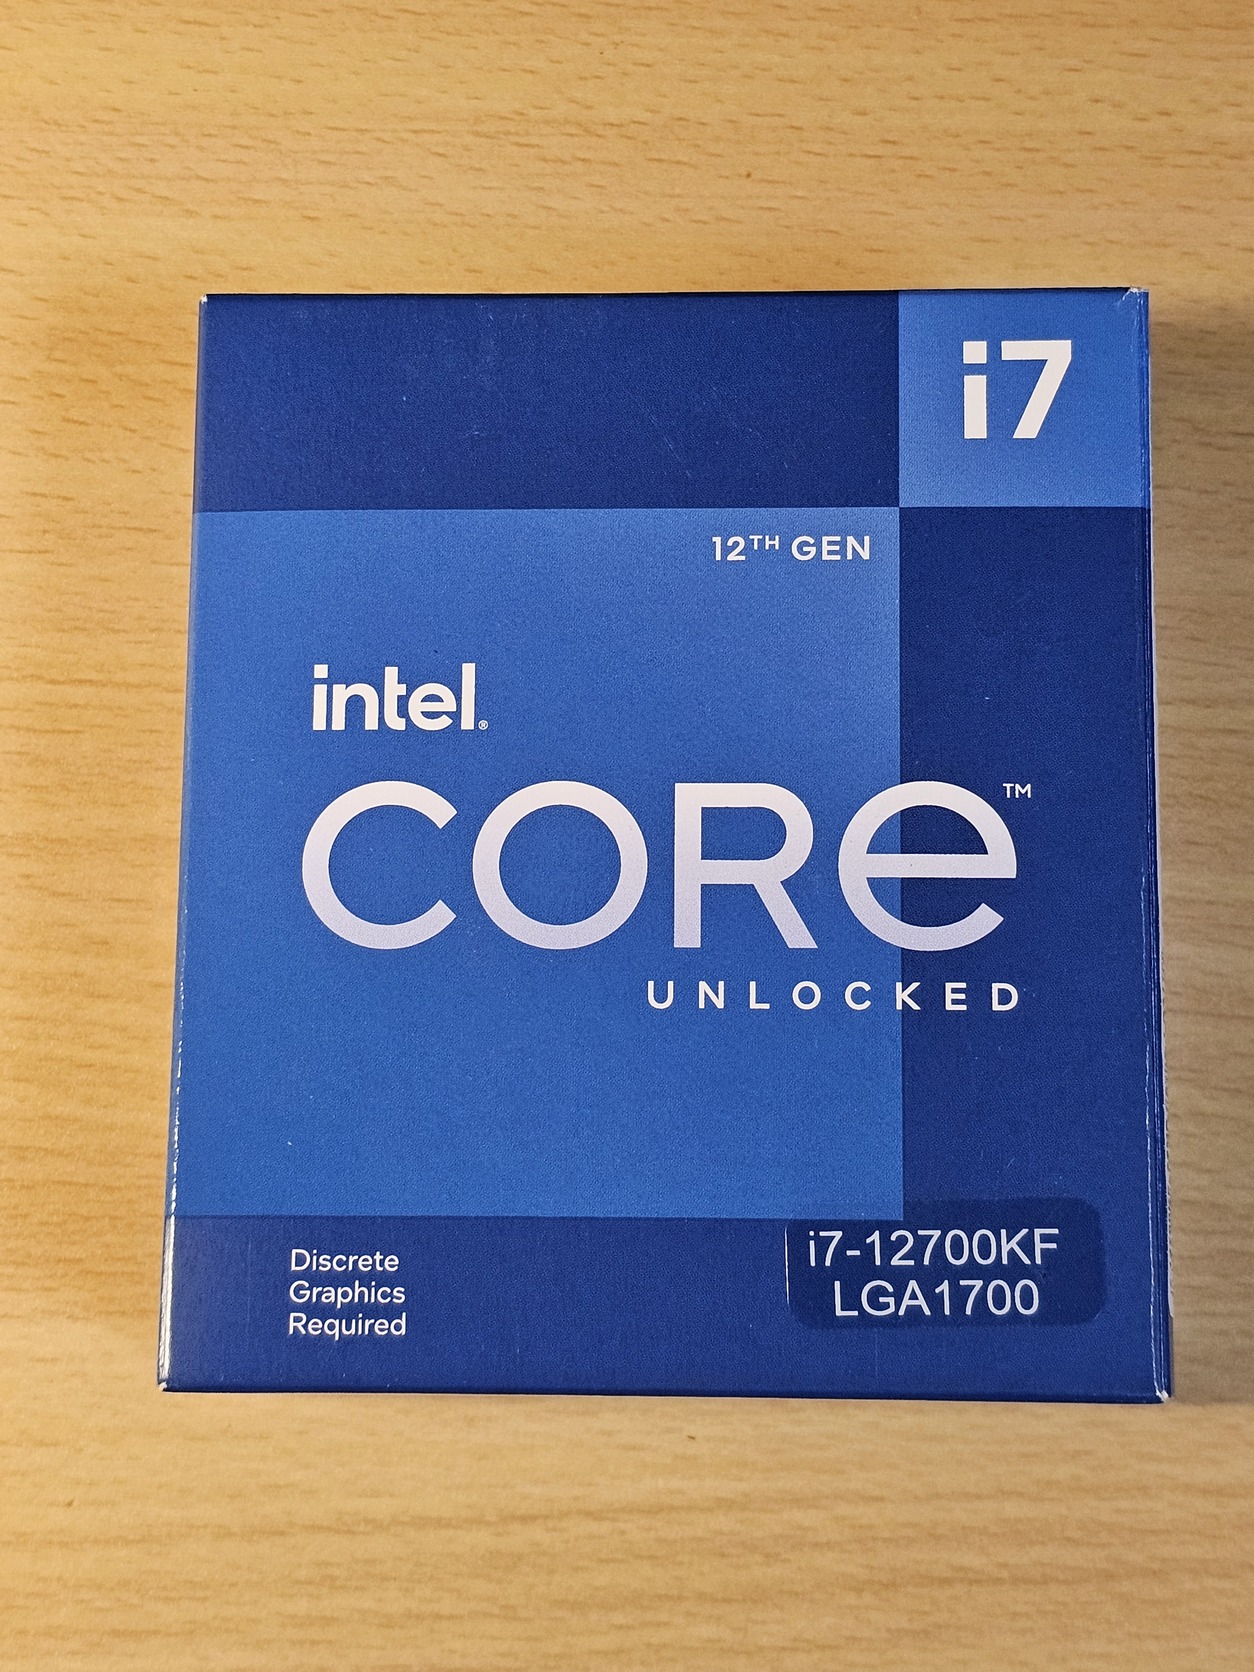 i7
12TH GEN
intel®
CORe™
UNLOCKED
Discrete
Graphics
Required
i7-12700KF
LGA1700